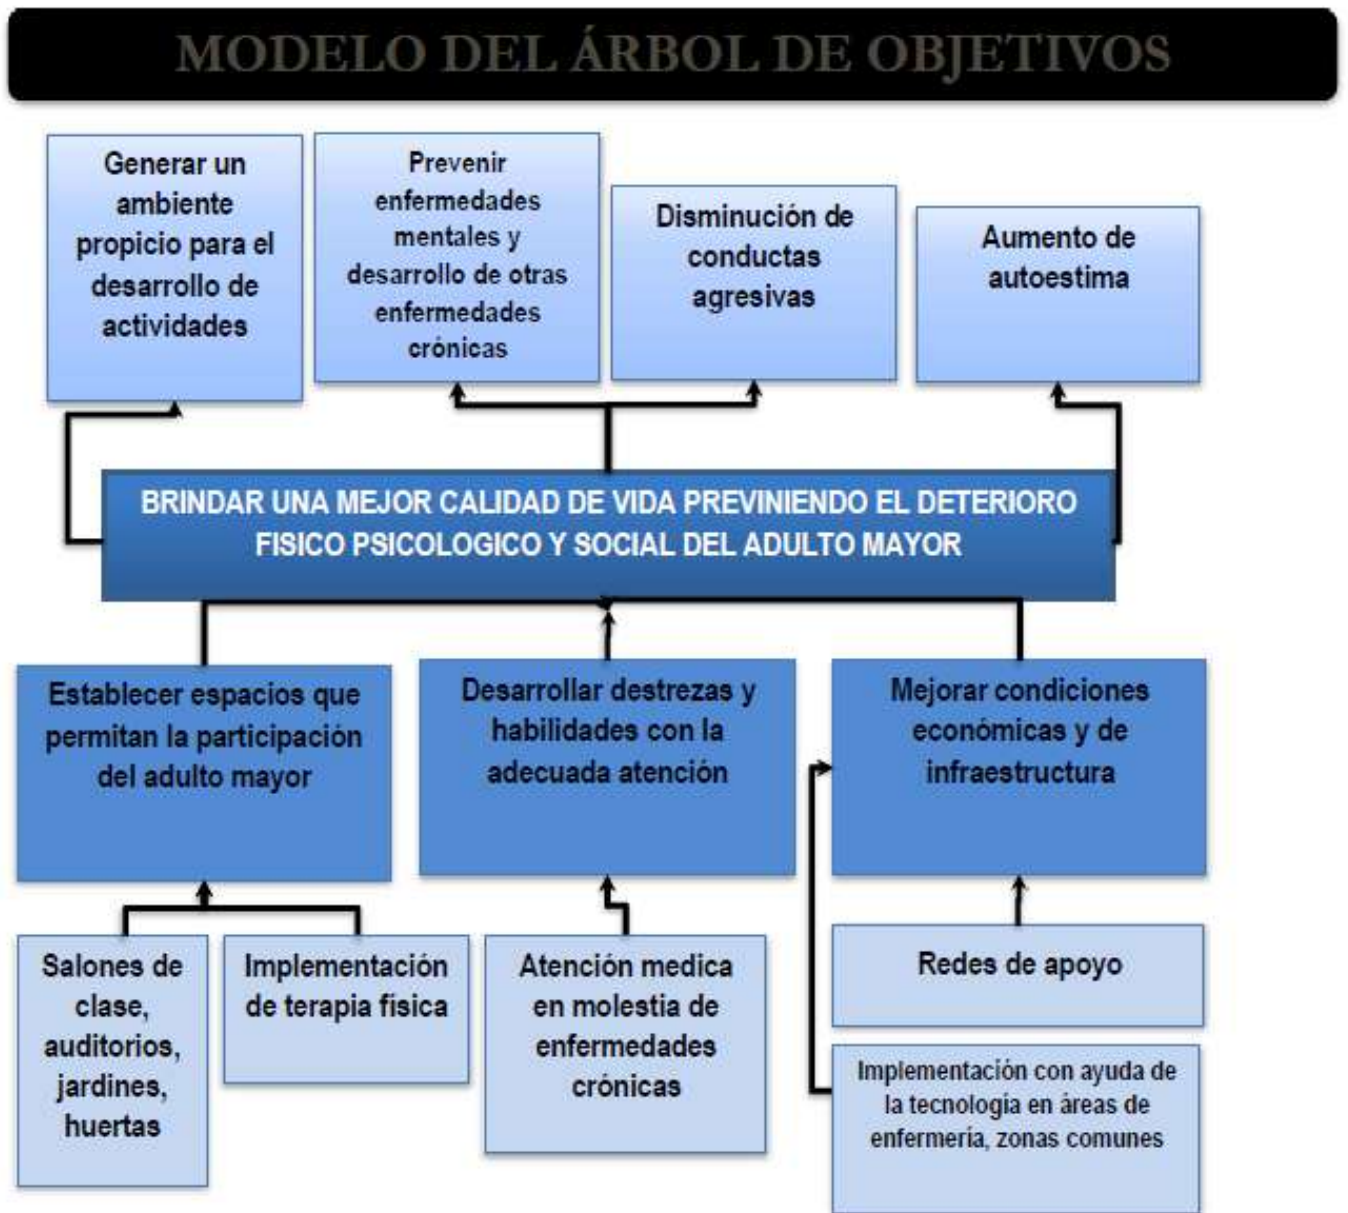 MODELO DEL ÁRBOL DE OBJETIVOS
Generar un
ambiente
propicio para el
desarrollo de
actividades
Prevenir
enfermedades
mentales y
desarrollo de otras
enfermedades
crónicas
Disminución de
conductas
agresivas
Aumento de
autoestima
BRINDAR UNA MEJOR CALIDAD DE VIDA PREVINIENDO EL DETERIORO
FISICO PSICOLOGICO Y SOCIAL DEL ADULTO MAYOR
Establecer espacios que
permitan la participación
del adulto mayor
Desarrollar destrezas y
habilidades con la
adecuada atención
Mejorar condiciones
económicas y de
infraestructura
Salones de
clase,
auditorios,
jardines,
huertas
Implementación
de terapia física
Atención medica
en molestia de
enfermedades
crónicas
Redes de apoyo
Implementación con ayuda de
la tecnología en áreas de
enfermería, zonas comunes